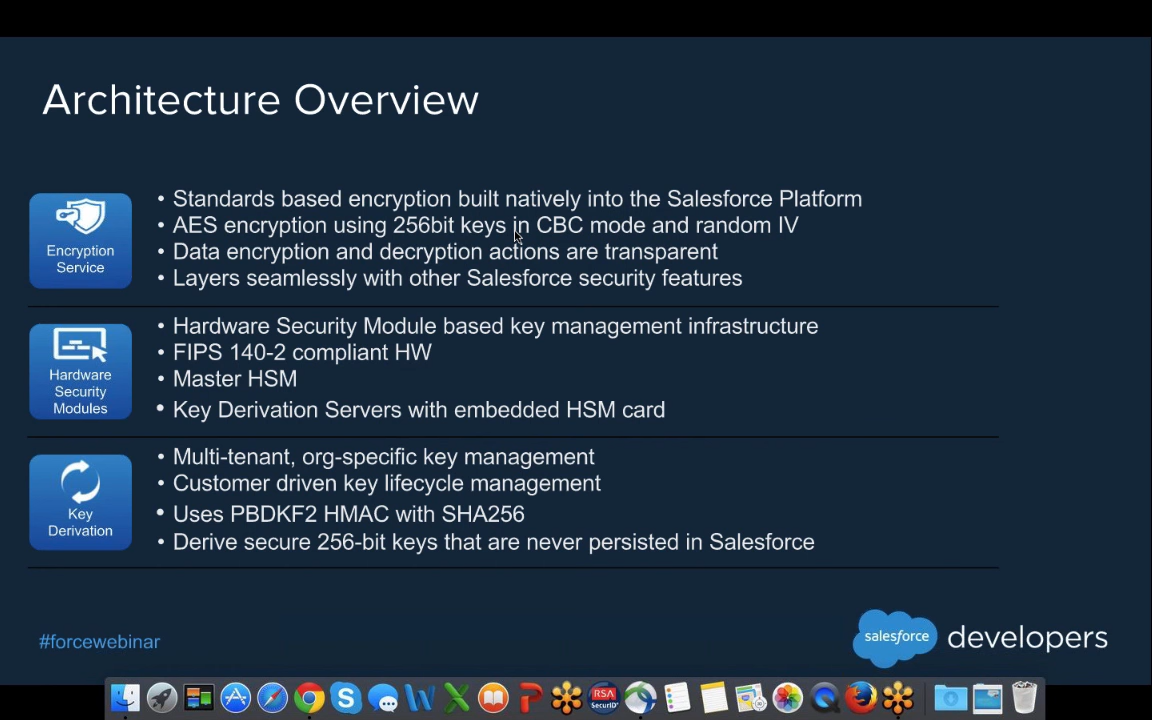 Architecture Overview
Encryption
Service
• Standards based encryption built natively into the Salesforce Platform
• AES encryption using 256bit keys in CBC mode and random IV
• Data encryption and decryption actions are transparent
• Layers seamlessly with other Salesforce security features
Hardware
Security
Modules
• Hardware Security Module based key management infrastructure
• FIPS 140-2 compliant HW
• Master HSM
• Key Derivation Servers with embedded HSM card
Key
Derivation
• Multi-tenant, org-specific key management
• Customer driven key lifecycle management
• Uses PBDKF2 HMAC with SHA256
• Derive secure 256-bit keys that are never persisted in Salesforce
#forcewebinar
salesforce developers
RSA
SecurID